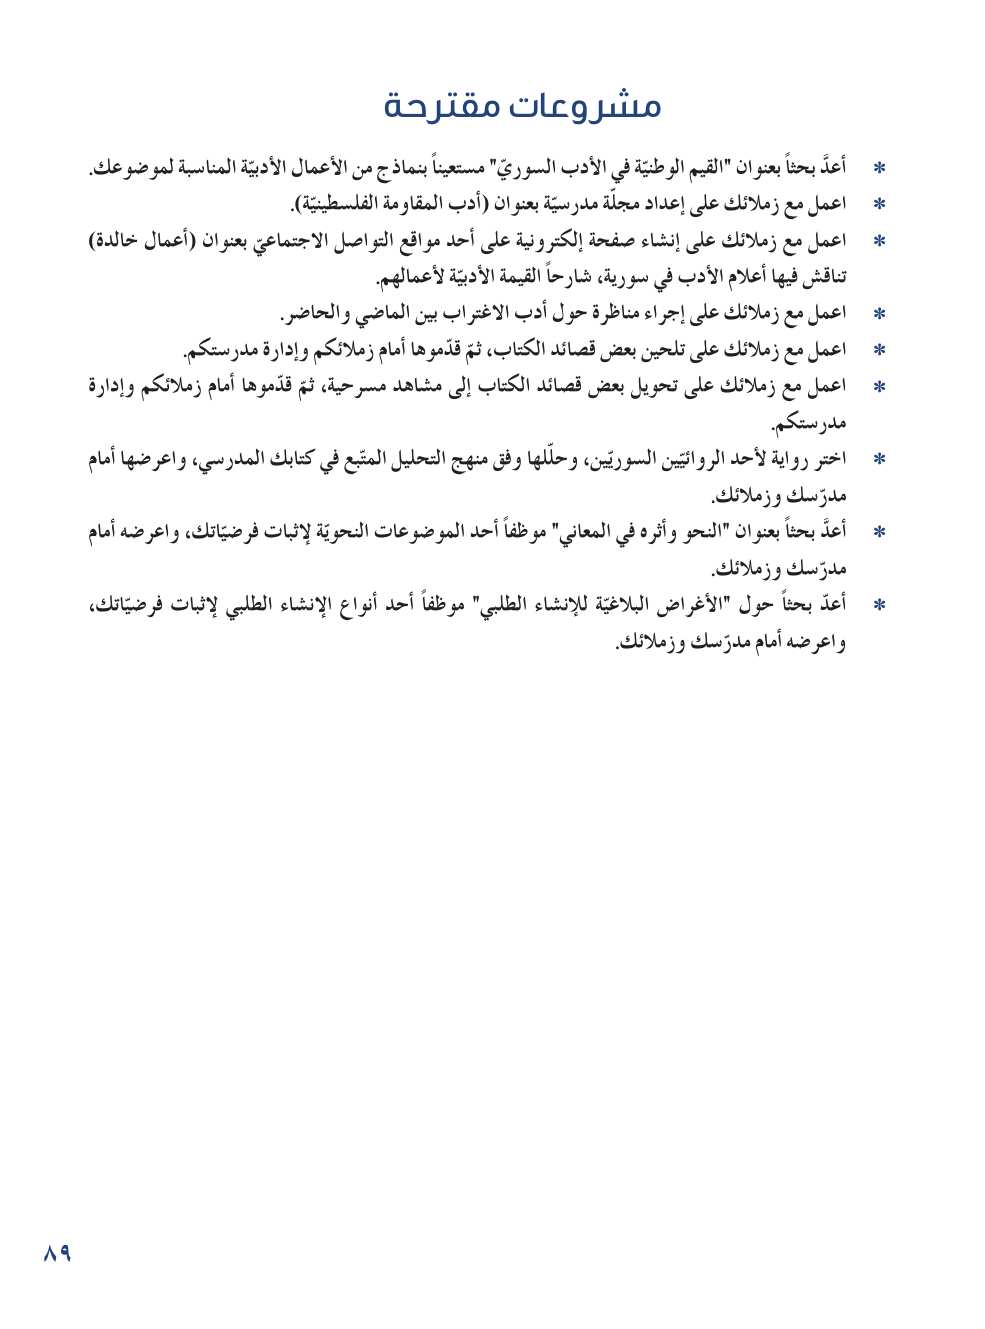 مشروعات مقترحة
* أعدَّ بحثاً بعنوان "القيم الوطنيّة في الأدب السوريّ" مستعيناً بنماذج من الأعمال الأدبيّة المناسبة لموضوعك.
* اعمل مع زملائك على إعداد مجلّة مدرسيّة بعنوان (أدب المقاومة الفلسطينيّة).
* اعمل مع زملائك على إنشاء صفحة إلكترونية على أحد مواقع التواصل الاجتماعيّ بعنوان (أعمال خالدة)
تناقش فيها أعلام الأدب في سورية، شارحاً القيمة الأدبيّة لأعمالهم.
* اعمل مع زملائك على إجراء مناظرة حول أدب الاغتراب بين الماضي والحاضر.
* اعمل مع زملائك على تلحين بعض قصائد الكتاب، ثمّ قدّموها أمام زملائكم وإدارة مدرستكم.
* اعمل مع زملائك على تحويل بعض قصائد الكتاب إلى مشاهد مسرحية، ثمّ قدّموها أمام زملائكم وإدارة
مدرستكم.
* اختر رواية لأحد الروائيّين السوريّين، وحلّلها وفق منهج التحليل المتّبع في كتابك المدرسي، واعرضها أمام
مدرّسك وزملائك.
* أعدَّ بحثاً بعنوان "النحو وأثره في المعاني" موظفاً أحد الموضوعات النحويّة لإثبات فرضيّاتك، واعرضه أمام
مدرّسك وزملائك.
* أعدّ بحثاً حول "الأغراض البلاغيّة للإنشاء الطلبي" موظفاً أحد أنواع الإنشاء الطلبي لإثبات فرضيّاتك،
واعرضه أمام مدرّسك وزملائك.
٨٩